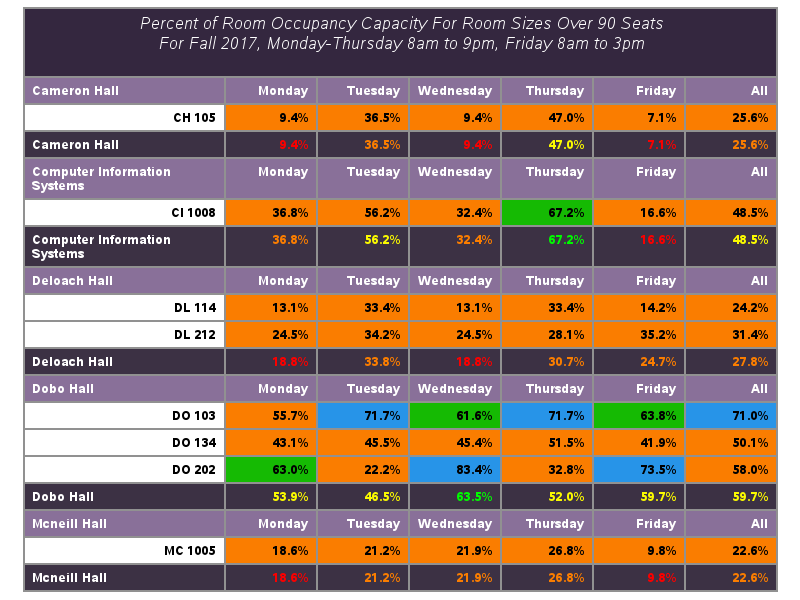 Percent of Room Occupancy Capacity For Room Sizes Over 90 Seats
For Fall 2017, Monday-Thursday 8am to 9pm, Friday 8am to 3pm
Cameron Hall Monday Tuesday Wednesday Thursday Friday All
CH 105 9.4% 36.5% 9.4% 47.0% 7.1% 25.6%
Cameron Hall 9.4% 36.5% 9.4% 47.0% 7.1% 25.6%
Computer Information Monday Tuesday Wednesday Thursday Friday All
Systems
CI 1008 36.8% 56.2% 32.4% 67.2% 16.6% 48.5%
Computer Information 36.8% 56.2% 32.4% 67.2% 16.6% 48.5%
Systems
Deloach Hall Monday Tuesday Wednesday Thursday Friday All
DL 114 13.1% 33.4% 13.1% 33.4% 14.2% 24.2%
DL 212 24.5% 34.2% 24.5% 28.1% 35.2% 31.4%
Deloach Hall 18.8% 33.8% 18.8% 30.7% 24.7% 27.8%
Dobo Hall Monday Tuesday Wednesday Thursday Friday All
DO 103 55.7% 71.7% 61.6% 71.7% 63.8% 71.0%
DO 134 43.1% 45.5% 45.4% 51.5% 41.9% 50.1%
DO 202 63.0% 22.2% 83.4% 32.8% 73.5% 58.0%
Dobo Hall 53.9% 46.5% 63.5% 52.0% 59.7% 59.7%
Mcneill Hall Monday Tuesday Wednesday Thursday Friday All
MC 1005 18.6% 21.2% 21.9% 26.8% 9.8% 22.6%
Mcneill Hall 18.6% 21.2% 21.9% 26.8% 9.8% 22.6%